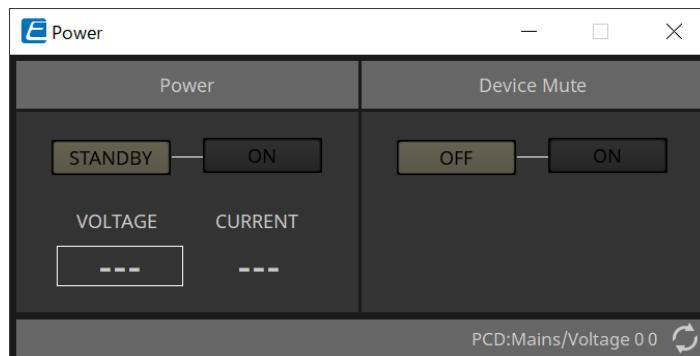 Power
Power Device Mute
STANDBY ON OFF ON
VOLTAGE CURRENT
--- ---
PCD:Mains/Voltage 0 0